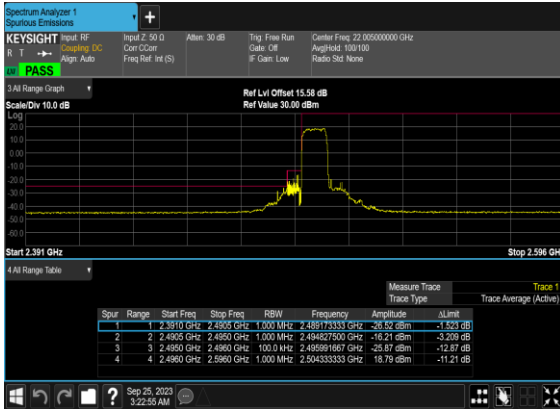 Spectrum Analyzer 1
Spurious Emissions
KEYSIGHT Input: RF Input Z: 50 Ω Atten: 30 dB Trig: Free Run Center Freq: 22.005000000 GHz
R T Coupling: DC Corr CCorr Gate: Off Avg|Hold: 100/100
Align: Auto Freq Ref: Int (S) IF Gain: Low Radio Std: None
PASS
3 All Range Graph
Ref Lvl Offset 15.58 dB
Scale/Div 10.0 dB Ref Value 30.00 dBm
Log
20.0
10.0
0.00
-10.0
-20.0
-30.0
-40.0
-50.0
-60.0
Start 2.391 GHz Stop 2.596 GH
4 All Range Table
Measure Trace Trace 1
Trace Type Trace Average (Active)
Spur Range Start Freq Stop Freq RBW Frequency Amplitude ΔLimit
1 1 2.3910 GHz 2.4905 GHz 1.000 MHz 2.489173333 GHz -26.52 dBm -1.523 dB
2 2 2.4905 GHz 2.4950 GHz 1.000 MHz 2.494827500 GHz -16.21 dBm -3.209 dB
3 3 2.4950 GHz 2.4960 GHz 100.0 kHz 2.495991667 GHz -25.87 dBm -12.87 dB
4 4 2.4960 GHz 2.5960 GHz 1.000 MHz 2.504333333 GHz 18.79 dBm -11.21 dB
Sep 25, 2023
3:22:55 AM